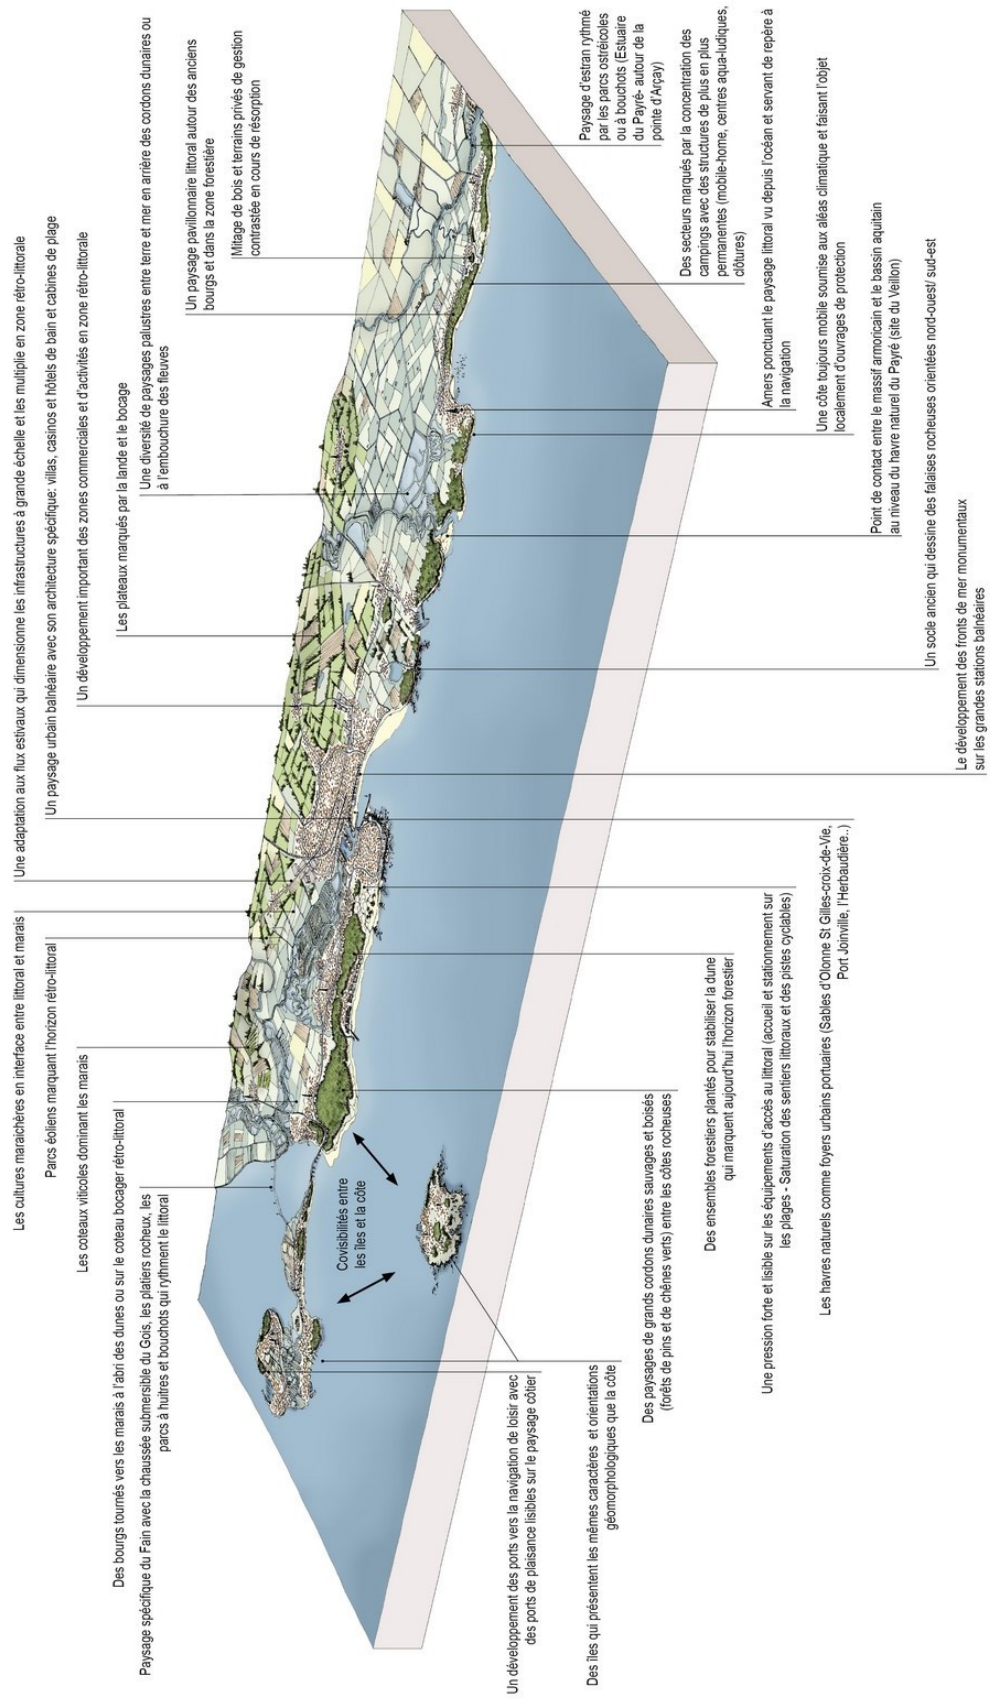 Une adaptation aux flux estivaux qui dimensionne les infrastructures à grande échelle et les multiplie en zone rétro-littorale
Un paysage urbain balnéaire avec son architecture spécifique: villas, casinos et hôtels de bain et cabines de plage
Un développement important des zones commerciales et d'activités en zone rétro-littorale
Les plateaux marqués par la lande et le bocage
Une diversité de paysages palustres entre terre et mer en arrière des cordons dunaires ou
à l'embouchure des fleuves
Un paysage pavillonnaire littoral autour des anciens
bourgs et dans la zone forestière
Mitage de bois et terrains privés de gestion
contrastée en cours de résorption
Les cultures maraichères en interface entre littoral et marais
Parcs éoliens marquant l'horizon rétro-littoral
Les coteaux viticoles dominant les marais
Des bourgs tournés vers les marais à l'abri des dunes ou sur le coteau bocager rétro-littoral
Paysage spécifique du Fain avec la chaussée submersible du Gois, les platiers rocheux, les
parcs à huitres et bouchots qui rythment le littoral
Covisibilités entre
les îles et la côte
Un développement des ports vers la navigation de loisir avec
des ports de plaisance lisibles sur le paysage côtier
Des îles qui présentent les mêmes caractères et orientations
géomorphologiques que la côte
Des paysages de grands cordons dunaires sauvages et boisés
(forêts de pins et de chênes verts) entre les côtes rocheuses
Des ensembles forestiers plantés pour stabiliser la dune
qui marquent aujourd'hui l'horizon forestier
Une pression forte et lisible sur les équipements d'accès au littoral (accueil et stationnement sur
les plages - Saturation des sentiers littoraux et des pistes cyclables)
Les havres naturels comme foyers urbains portuaires (Sables d'Olonne St Gilles-croix-de-Vie,
Port Joinville, l'Herbaudière..)
Le développement des fronts de mer monumentaux
sur les grandes stations balnéaires
Un socle ancien qui dessine des falaises rocheuses orientées nord-ouest/ sud-est
Point de contact entre le massif armoricain et le bassin aquitain
au niveau du havre naturel du Payré (site du Veillon)
Une côte toujours mobile soumise aux aléas climatique et faisant l'objet
localement d'ouvrages de protection
Amers ponctuant le paysage littoral vu depuis l'océan et servant de repère à
la navigation
Des secteurs marqués par la concentration des
campings avec des structures de plus en plus
permanentes (mobile-home, centres aqua-ludiques,
clôtures)
Paysage d'estran rythmé
par les parcs ostréicoles
ou à bouchots (Estuaire
du Payré- autour de la
pointe d'Arçay)